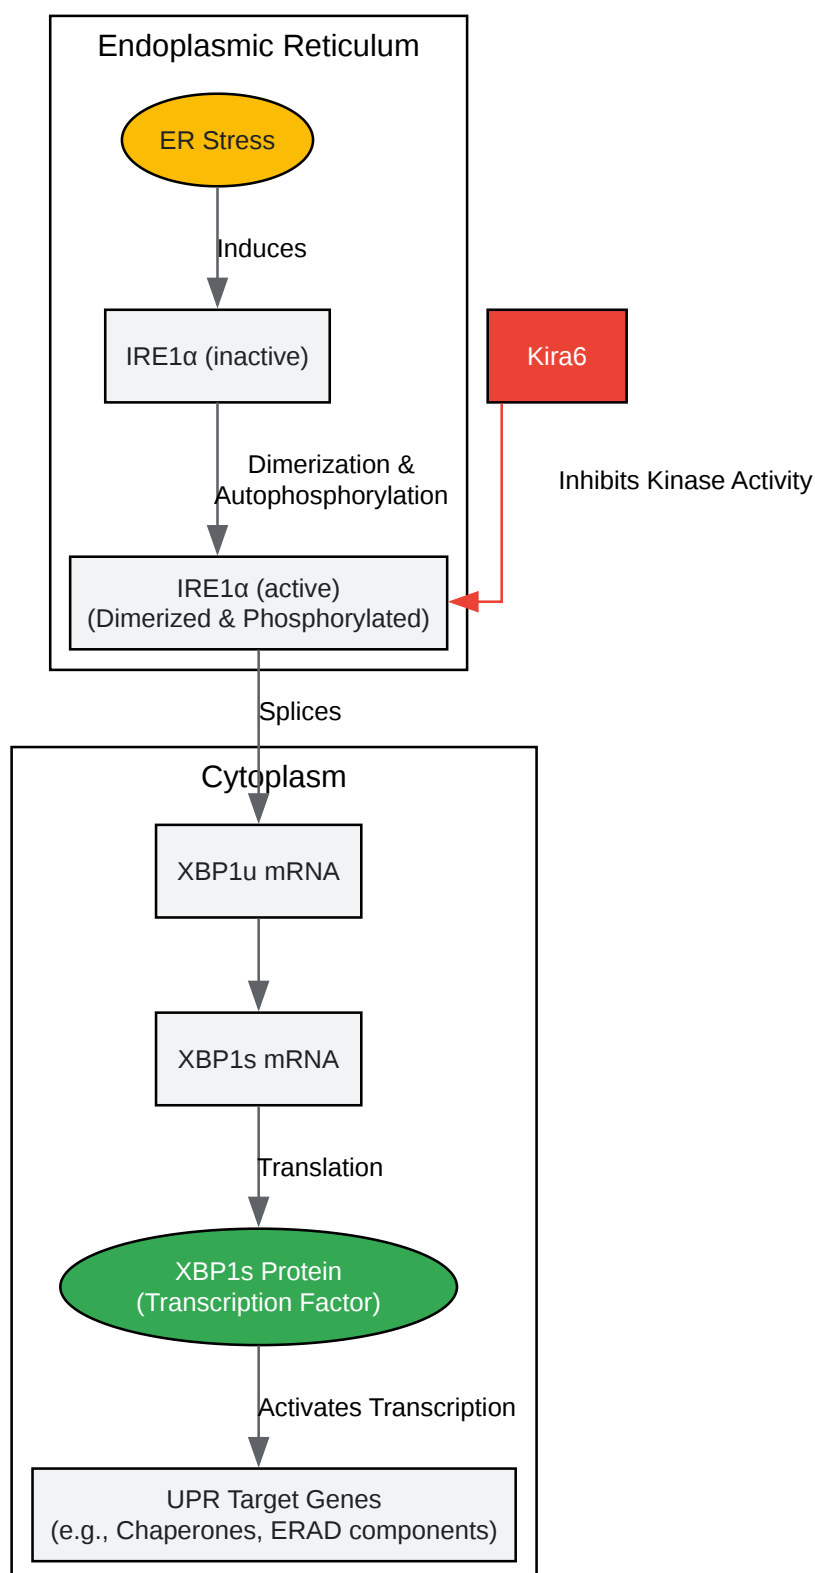 Endoplasmic Reticulum
ER Stress
Induces
IRE1α (inactive)
Kira6
Dimerization &
Autophosphorylation
Inhibits Kinase Activity
IRE1α (active)
(Dimerized & Phosphorylated)
Splices
Cytoplasm
XBP1u mRNA
XBP1s mRNA
Translation
XBP1s Protein
(Transcription Factor)
Activates Transcription
UPR Target Genes
(e.g., Chaperones, ERAD components)